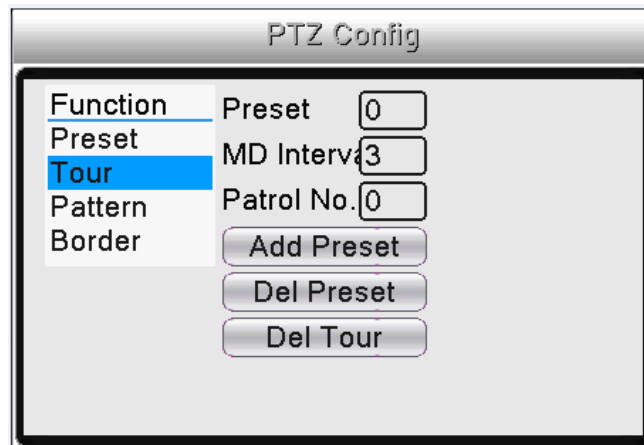 PTZ Config
Function
Preset
Tour
Pattern
Border
Preset 0
MD Interva 3
Patrol No. 0
Add Preset
Del Preset
Del Tour